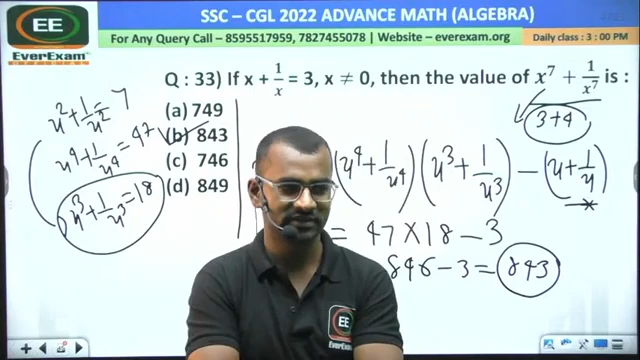 EE
EverExam
OFFICIAL
SSC – CGL 2022 ADVANCE MATH (ALGEBRA)
For Any Query Call – 8595517959, 7827455078 | Website – everexam.org
Daily class : 3 : 00 PM
Q : 33) If x + 1/x = 3, x ≠ 0, then the value of x⁷ + 1/x⁷ is :
(a) 749
(b) 843
(c) 746
(d) 849
x² + 1/x² = 7
x⁴ + 1/x⁴ = 47
x³ + 1/x³ = 18
3+4
(x⁴ + 1/x⁴) (x³ + 1/x³) – (x + 1/x)
= 47 × 18 – 3
846 – 3 = 843
EE
EverExam